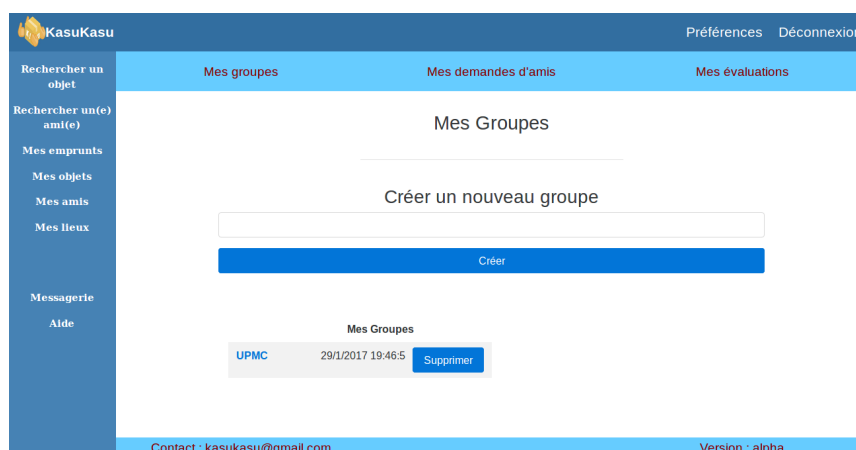 KasuKasu
Préférences Déconnexion
Rechercher un
objet
Rechercher un(e)
ami(e)
Mes emprunts
Mes objets
Mes amis
Mes lieux
Messagerie
Aide
Mes groupes Mes demandes d'amis Mes évaluations
Mes Groupes
Créer un nouveau groupe
Créer
Mes Groupes
UPMC 29/1/2017 19:46:5 Supprimer
Contact : kasukasu@gmail.com Version : alpha